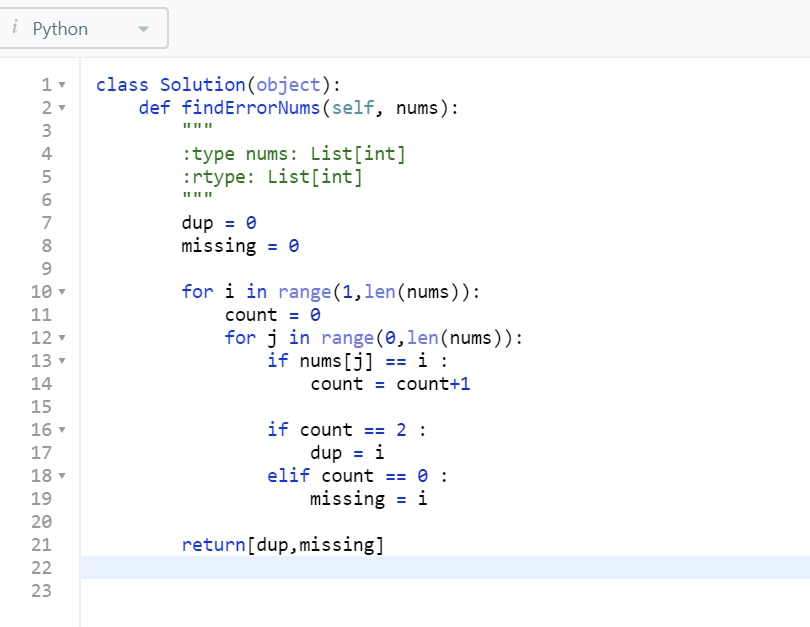 i Python
1 class Solution(object):
2     def findErrorNums(self, nums):
3         """
4         :type nums: List[int]
5         :rtype: List[int]
6         """
7         dup = 0
8         missing = 0
9
10         for i in range(1,len(nums)):
11             count = 0
12             for j in range(0,len(nums)):
13                 if nums[j] == i :
14                     count = count+1
15
16                 if count == 2 :
17                     dup = i
18                 elif count == 0 :
19                     missing = i
20
21         return[dup,missing]
22
23